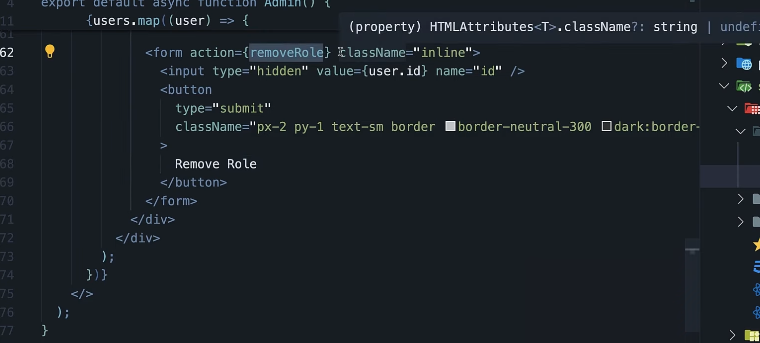 4 export default async function Admin() {
11 {users.map((user) => {
(property) HTMLAttributes<T>.className?: string | undefi
61
62 <form action={removeRole} className="inline">
63 <input type="hidden" value={user.id} name="id" />
64 <button
65 type="submit"
66 className="px-2 py-1 text-sm border border-neutral-300 dark:border-
67 >
68 Remove Role
69 </button>
70 </form>
71 </div>
72 </div>
73 );
74 })}
75 </>
76 );
77 }